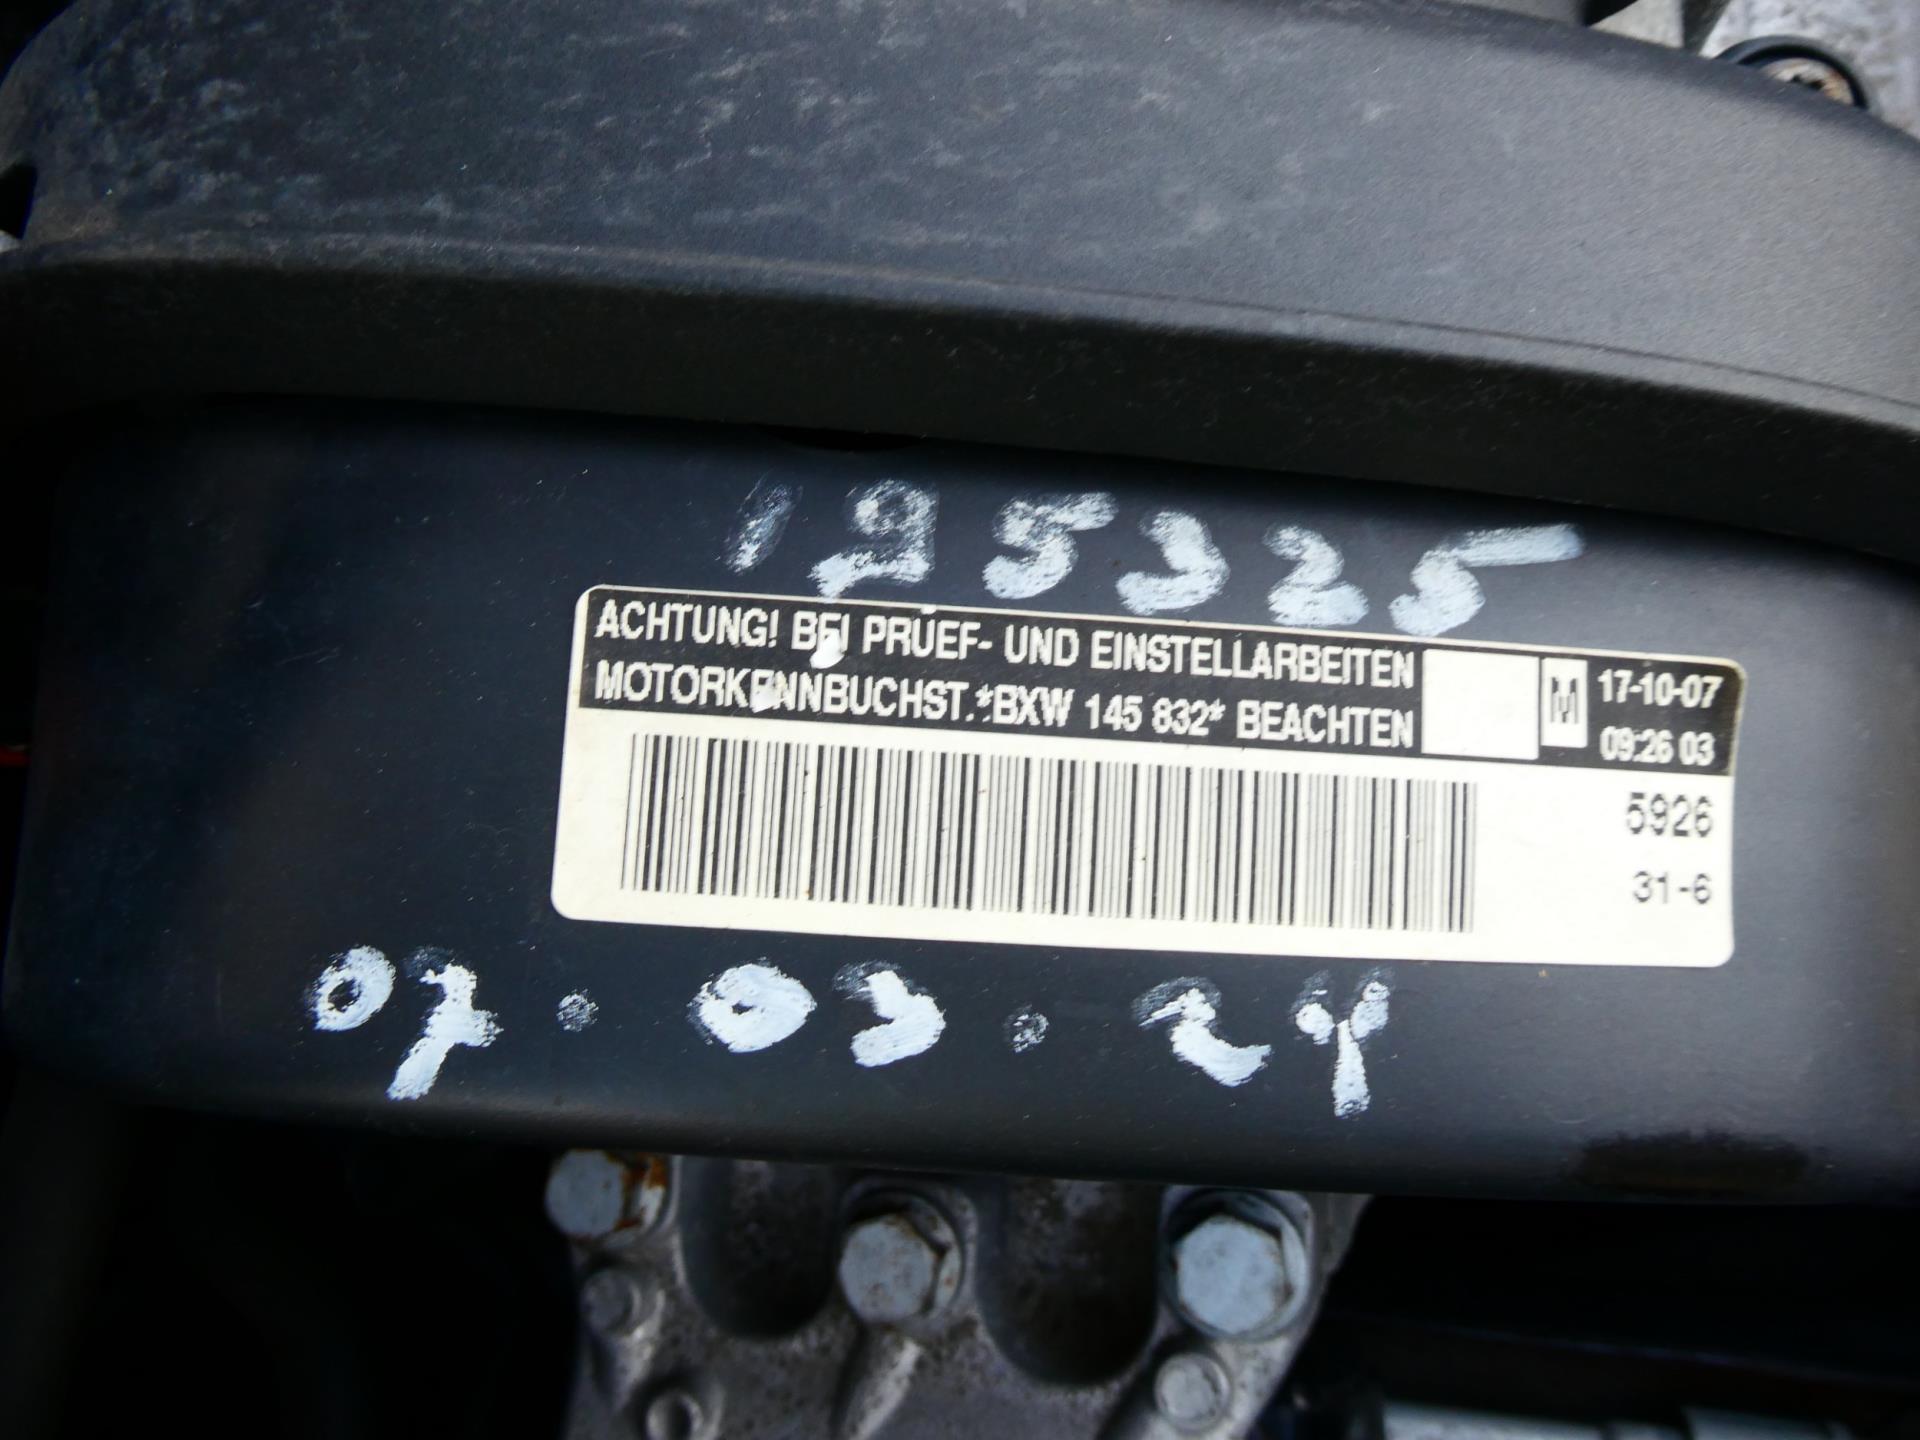 125325
ACHTUNG! BEI PRUEF- UND EINSTELLARBEITEN
MOTORKENNBUCHST.*BXW 145 832* BEACHTEN
M
17-10-07
09:26 03
5926
31-6
07.03.24